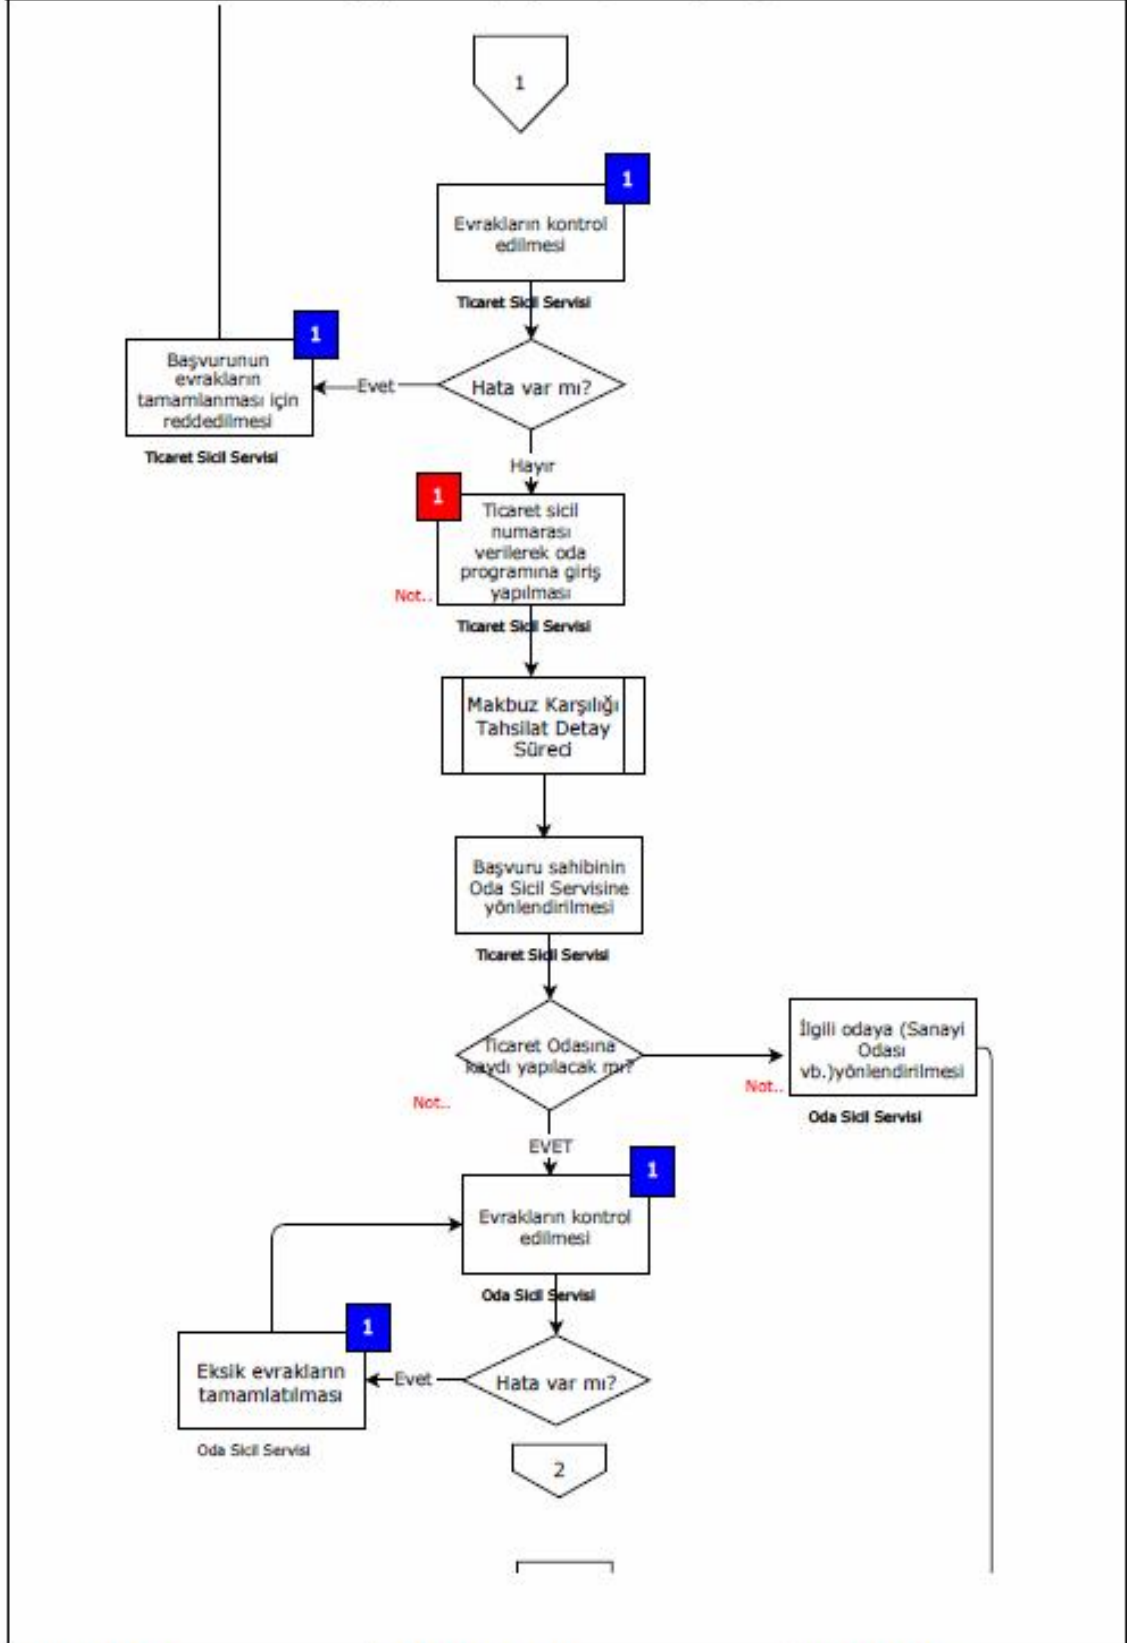 1
1
Evrakların kontrol
edilmesi
Ticaret Sicil Servisi
1
Başvurunun
evrakların
tamamlanması için
reddedilmesi
Ticaret Sicil Servisi
Evet
Hata var mı?
Hayır
1
Ticaret sicil
numarası
verilerek oda
programına giriş
yapılması
Not..
Ticaret Sicil Servisi
Makbuz Karşılığı
Tahsilat Detay
Süreci
Başvuru sahibinin
Oda Sicil Servisine
yönlendirilmesi
Ticaret Sicil Servisi
Ticaret Odasına
kaydı yapılacak mı?
Not..
İlgili odaya (Sanayi
Odası
vb.)yönlendirilmesi
Not..
Oda Sicil Servisi
EVET
1
Evrakların kontrol
edilmesi
Oda Sicil Servisi
1
Eksik evrakların
tamamlatılması
Oda Sicil Servisi
Evet
Hata var mı?
2